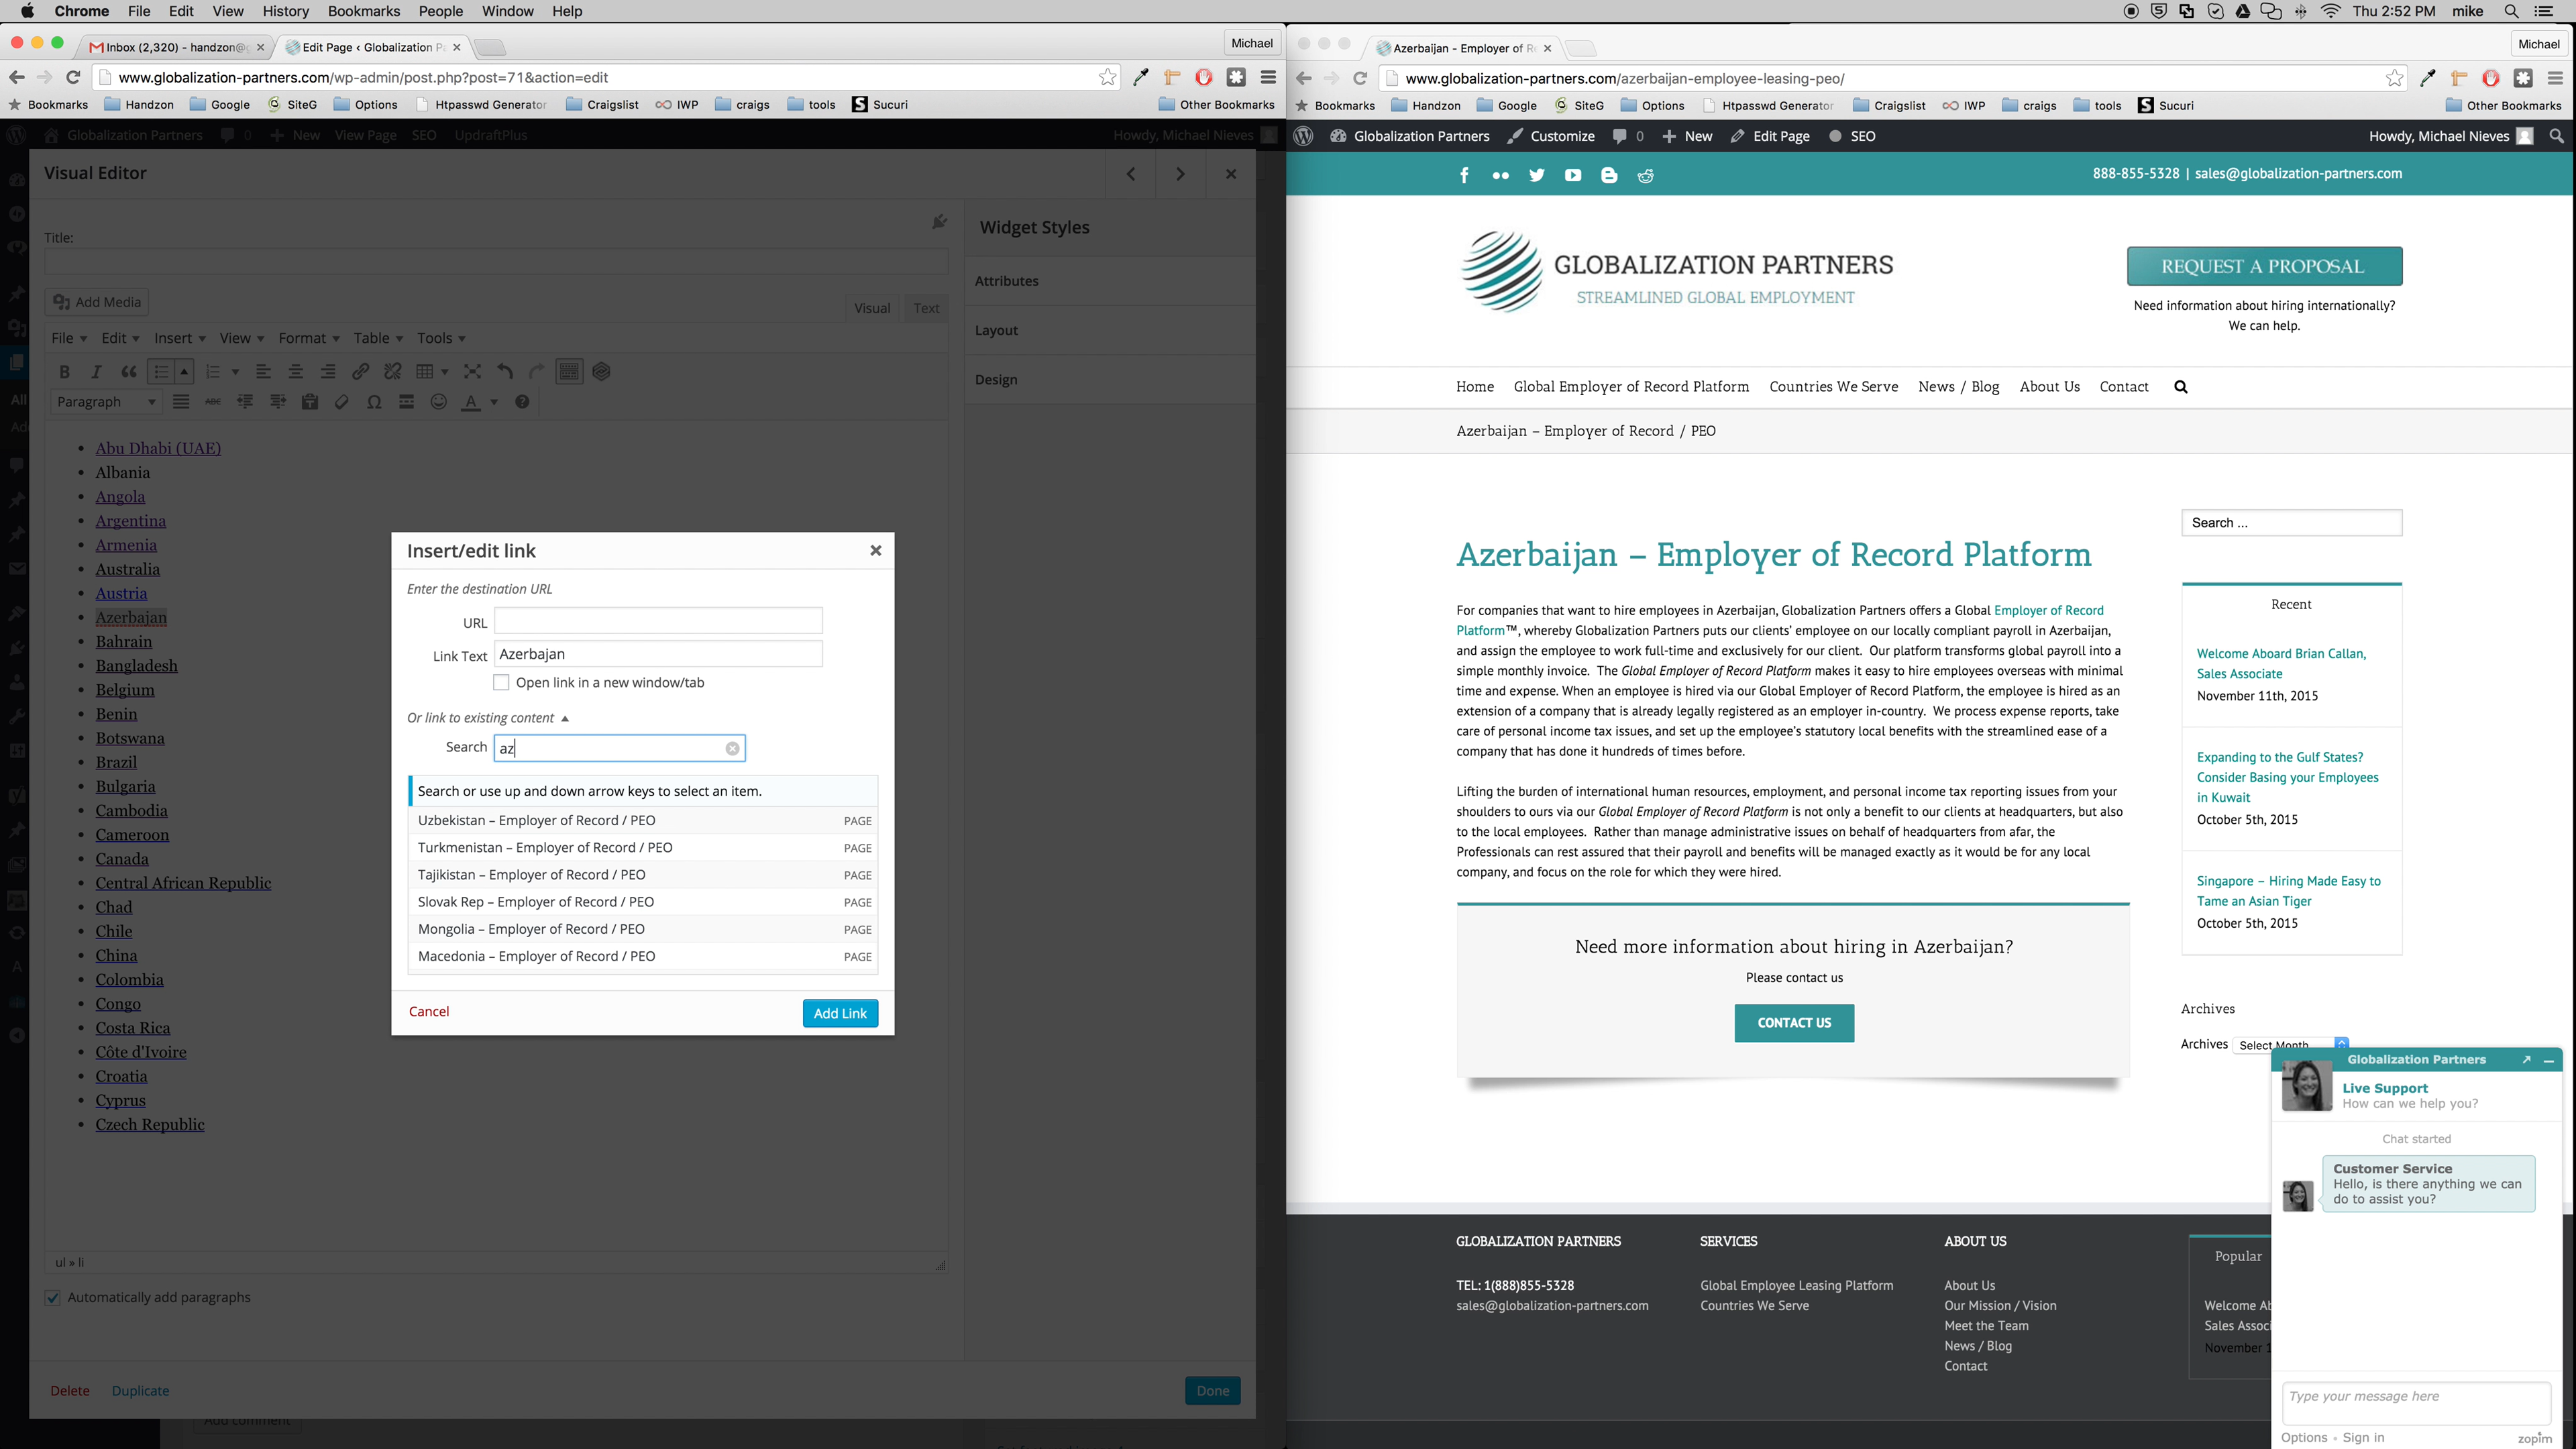 Chrome File Edit View History Bookmarks People Window Help
Thu 2:52 PM mike
Inbox (2,320) - handzon@
Edit Page ‹ Globalization P
Michael
www.globalization-partners.com/wp-admin/post.php?post=71&action=edit
Bookmarks Handzon Google SiteG Options Htpasswd Generator Craigslist IWP craigs tools Sucuri Other Bookmarks
Globalization Partners 0 New View Page SEO UpdraftPlus Howdy, Michael Nieves
Visual Editor
Title:
Add Media
Visual Text
File Edit Insert View Format Table Tools
Paragraph
Widget Styles
Attributes
Layout
Design
Abu Dhabi (UAE)
Albania
Angola
Argentina
Armenia
Australia
Austria
Azerbajan
Bahrain
Bangladesh
Belgium
Benin
Botswana
Brazil
Bulgaria
Cambodia
Cameroon
Canada
Central African Republic
Chad
Chile
China
Colombia
Congo
Costa Rica
Côte d'Ivoire
Croatia
Cyprus
Czech Republic
ul » li
Automatically add paragraphs
Delete Duplicate
Done
Add comment
All
Insert/edit link
Enter the destination URL
URL
Link Text Azerbajan
Open link in a new window/tab
Or link to existing content
Search az
Search or use up and down arrow keys to select an item.
Uzbekistan – Employer of Record / PEO PAGE
Turkmenistan – Employer of Record / PEO PAGE
Tajikistan – Employer of Record / PEO PAGE
Slovak Rep – Employer of Record / PEO PAGE
Mongolia – Employer of Record / PEO PAGE
Macedonia – Employer of Record / PEO PAGE
Cancel
Add Link
Azerbaijan - Employer of R
Michael
www.globalization-partners.com/azerbaijan-employee-leasing-peo/
Bookmarks Handzon Google SiteG Options Htpasswd Generator Craigslist IWP craigs tools Sucuri Other Bookmarks
Globalization Partners Customize 0 New Edit Page SEO Howdy, Michael Nieves
888-855-5328 | sales@globalization-partners.com
GLOBALIZATION PARTNERS
STREAMLINED GLOBAL EMPLOYMENT
REQUEST A PROPOSAL
Need information about hiring internationally?
We can help.
Home Global Employer of Record Platform Countries We Serve News / Blog About Us Contact
Azerbaijan – Employer of Record / PEO
Azerbaijan – Employer of Record Platform
For companies that want to hire employees in Azerbaijan, Globalization Partners offers a Global Employer of Record
Platform™, whereby Globalization Partners puts our clients' employee on our locally compliant payroll in Azerbaijan,
and assign the employee to work full-time and exclusively for our client. Our platform transforms global payroll into a
simple monthly invoice. The Global Employer of Record Platform makes it easy to hire employees overseas with minimal
time and expense. When an employee is hired via our Global Employer of Record Platform, the employee is hired as an
extension of a company that is already legally registered as an employer in-country. We process expense reports, take
care of personal income tax issues, and set up the employee's statutory local benefits with the streamlined ease of a
company that has done it hundreds of times before.
Lifting the burden of international human resources, employment, and personal income tax reporting issues from your
shoulders to ours via our Global Employer of Record Platform is not only a benefit to our clients at headquarters, but also
to the local employees. Rather than manage administrative issues on behalf of headquarters from afar, the
Professionals can rest assured that their payroll and benefits will be managed exactly as it would be for any local
company, and focus on the role for which they were hired.
Need more information about hiring in Azerbaijan?
Please contact us
CONTACT US
Search ...
Recent
Welcome Aboard Brian Callan,
Sales Associate
November 11th, 2015
Expanding to the Gulf States?
Consider Basing your Employees
in Kuwait
October 5th, 2015
Singapore – Hiring Made Easy to
Tame an Asian Tiger
October 5th, 2015
Archives
Archives Select Month
GLOBALIZATION PARTNERS
TEL: 1(888)855-5328
sales@globalization-partners.com
SERVICES
Global Employee Leasing Platform
Countries We Serve
ABOUT US
About Us
Our Mission / Vision
Meet the Team
News / Blog
Contact
Popular
Welcome Ab
Sales Associ
November 1
Globalization Partners
Live Support
How can we help you?
Chat started
Customer Service
Hello, is there anything we can
do to assist you?
Type your message here
Options • Sign in
zopim